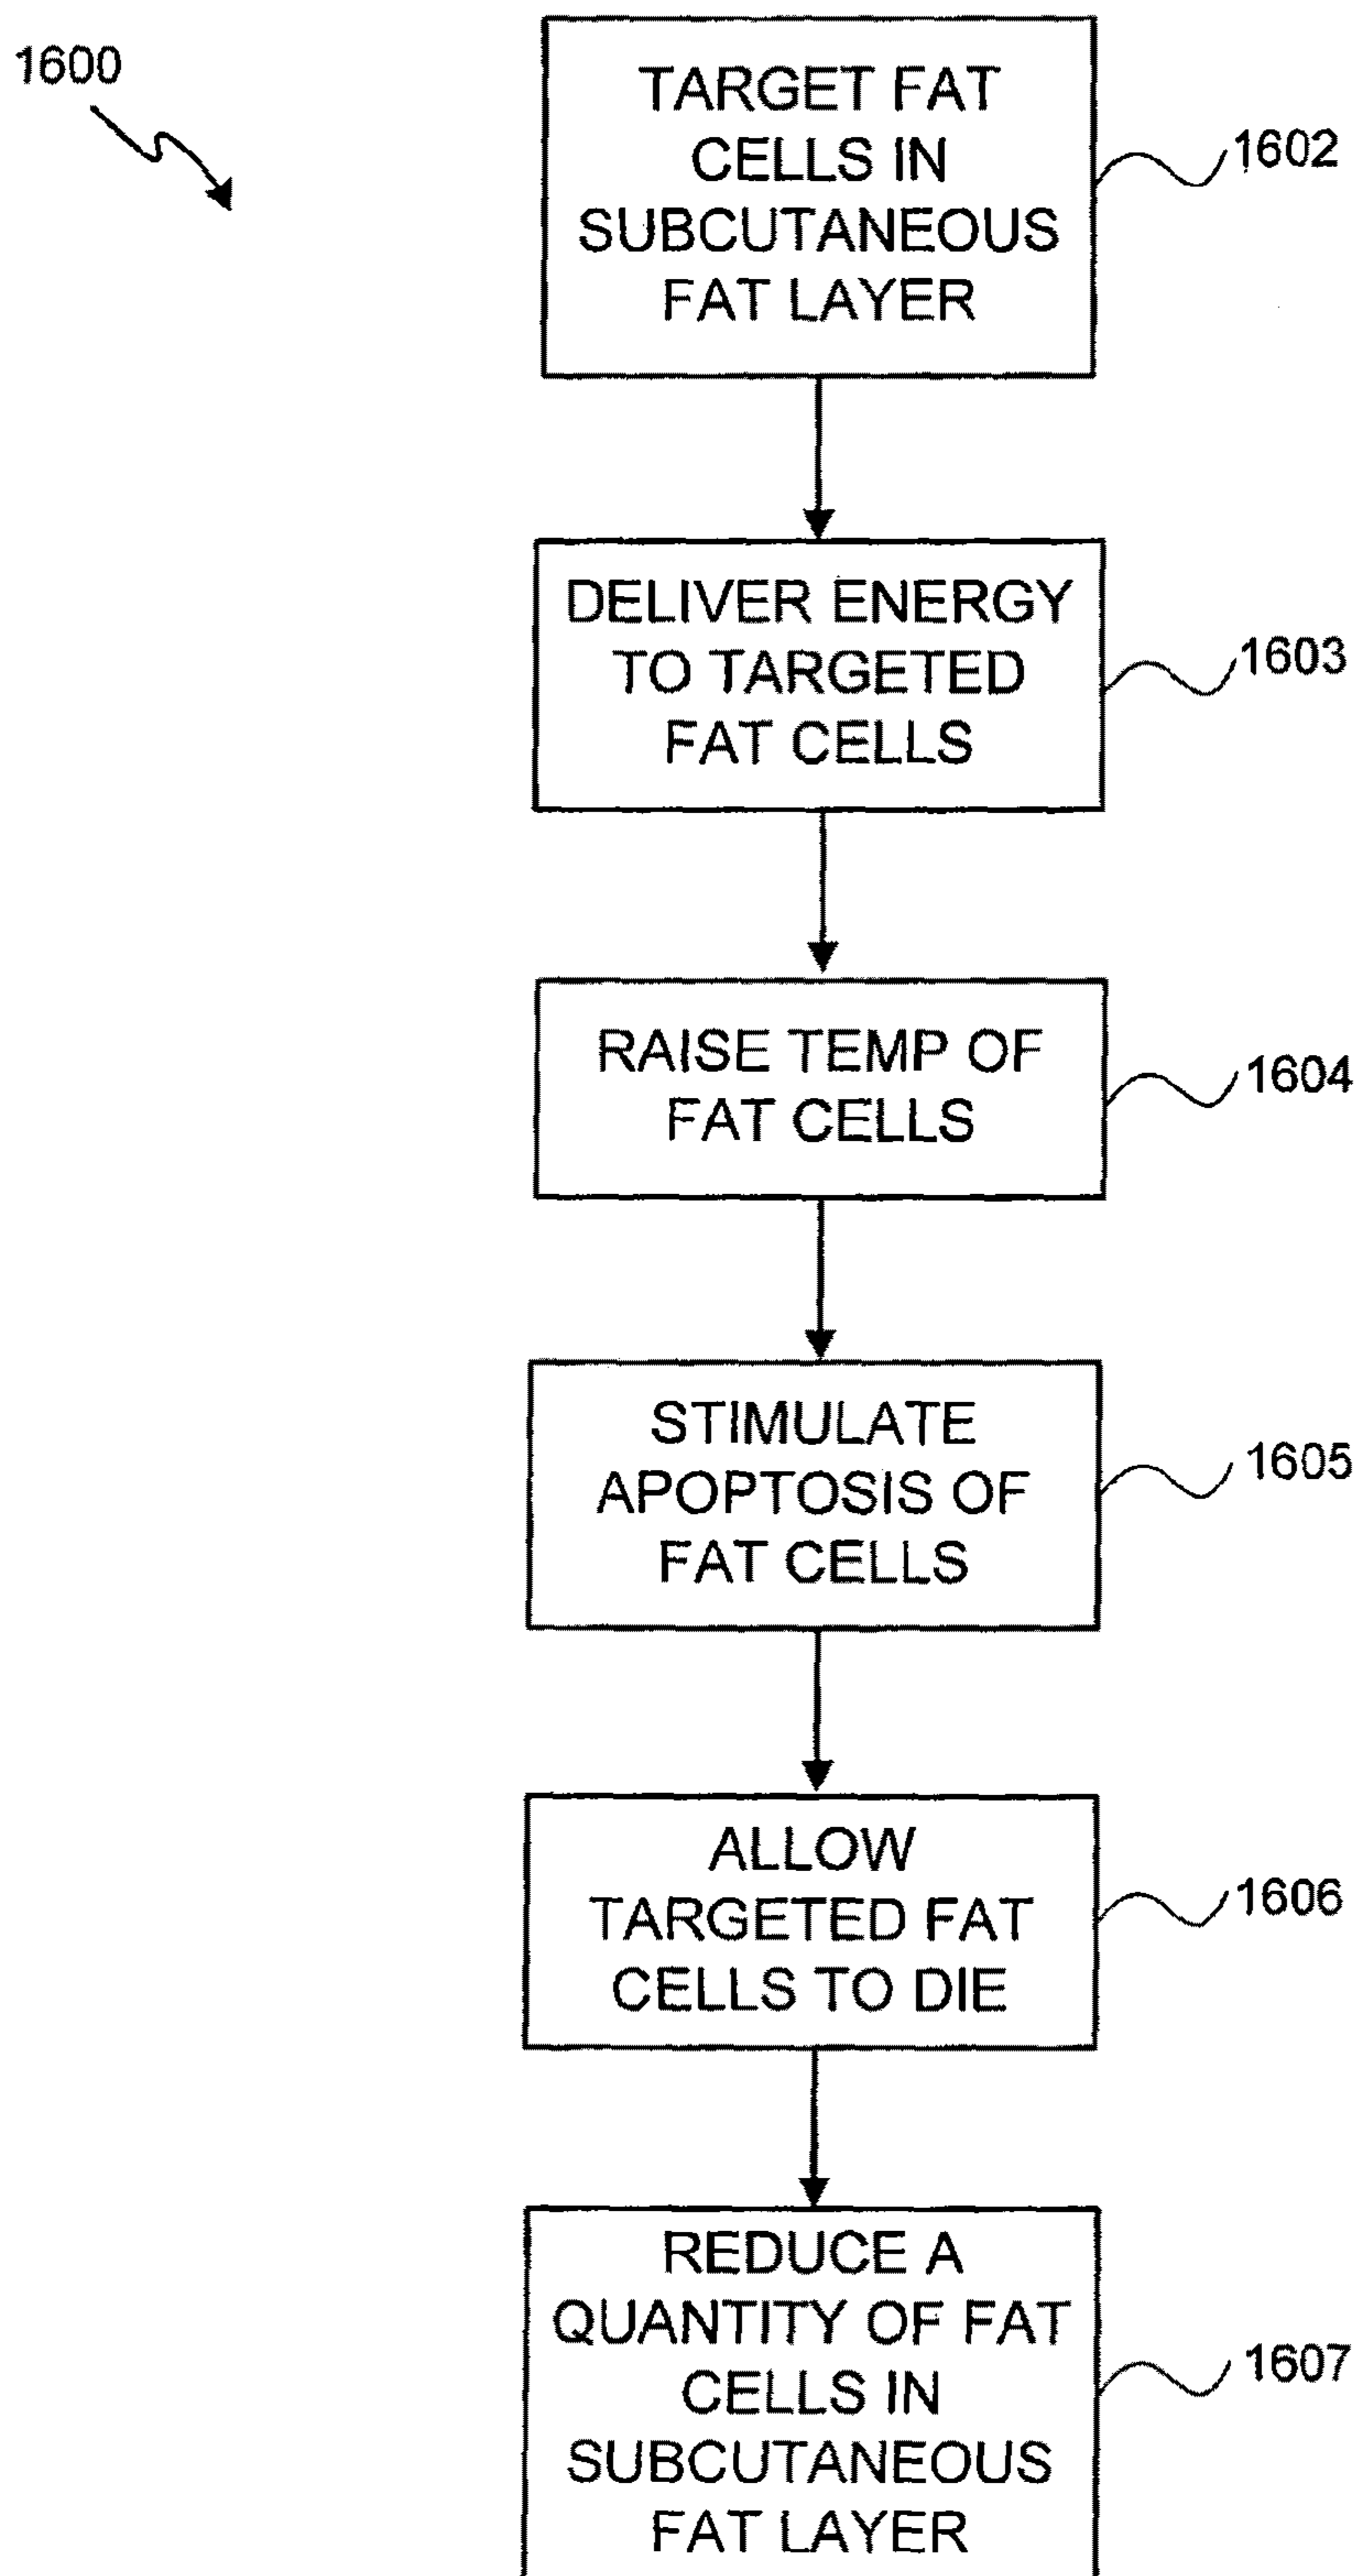 1600
TARGET FAT
CELLS IN
SUBCUTANEOUS
FAT LAYER
1602
DELIVER ENERGY
TO TARGETED
FAT CELLS
1603
RAISE TEMP OF
FAT CELLS
1604
STIMULATE
APOPTOSIS OF
FAT CELLS
1605
ALLOW
TARGETED FAT
CELLS TO DIE
1606
REDUCE A
QUANTITY OF FAT
CELLS IN
SUBCUTANEOUS
FAT LAYER
1607